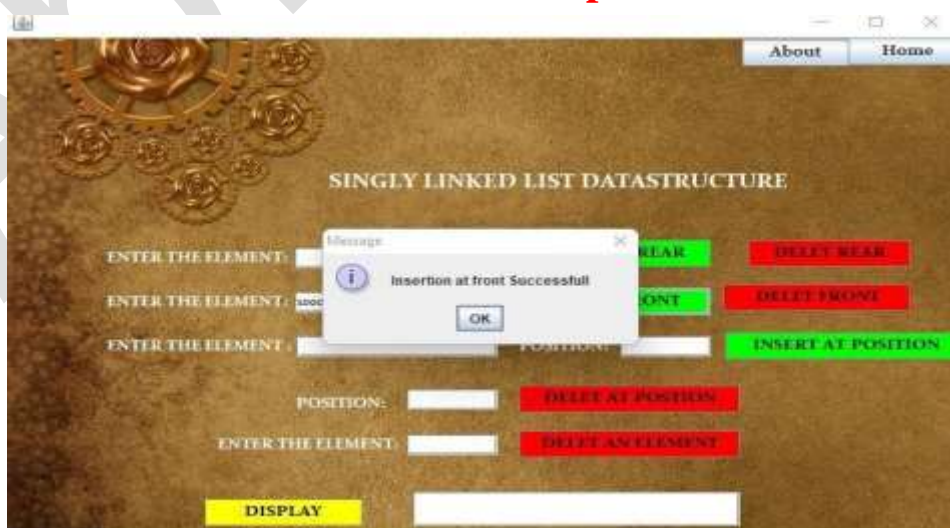 About Home
SINGLY LINKED LIST DATASTRUCTURE
Message
Insertion at front Successfull
OK
ENTER THE ELEMENT: REAR DELET REAR
ENTER THE ELEMENT: RONT DELET FRONT
ENTER THE ELEMENT : POSITION: INSERT AT POSITION
POSITION: DELET AT POSTION
ENTER THE ELEMENT: DELET AN ELEMENT
DISPLAY